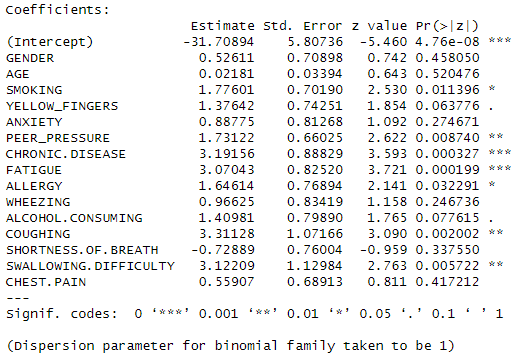 Coefficients:
                      Estimate Std. Error z value Pr(>|z|)
(Intercept)          -31.70894    5.80736  -5.460 4.76e-08 ***
GENDER                 0.52611    0.70898   0.742 0.458050
AGE                    0.02181    0.03394   0.643 0.520476
SMOKING                1.77601    0.70190   2.530 0.011396 *
YELLOW_FINGERS         1.37642    0.74251   1.854 0.063776 .
ANXIETY                0.88775    0.81268   1.092 0.274671
PEER_PRESSURE          1.73122    0.66025   2.622 0.008740 **
CHRONIC.DISEASE        3.19156    0.88829   3.593 0.000327 ***
FATIGUE                3.07043    0.82520   3.721 0.000199 ***
ALLERGY                1.64614    0.76894   2.141 0.032291 *
WHEEZING               0.96625    0.83419   1.158 0.246736
ALCOHOL.CONSUMING      1.40981    0.79890   1.765 0.077615 .
COUGHING               3.31128    1.07166   3.090 0.002002 **
SHORTNESS.OF.BREATH   -0.72889    0.76004  -0.959 0.337550
SWALLOWING.DIFFICULTY  3.12209    1.12984   2.763 0.005722 **
CHEST.PAIN             0.55907    0.68913   0.811 0.417212
---
Signif. codes:  0 ‘***’ 0.001 ‘**’ 0.01 ‘*’ 0.05 ‘.’ 0.1 ‘ ’ 1
(Dispersion parameter for binomial family taken to be 1)